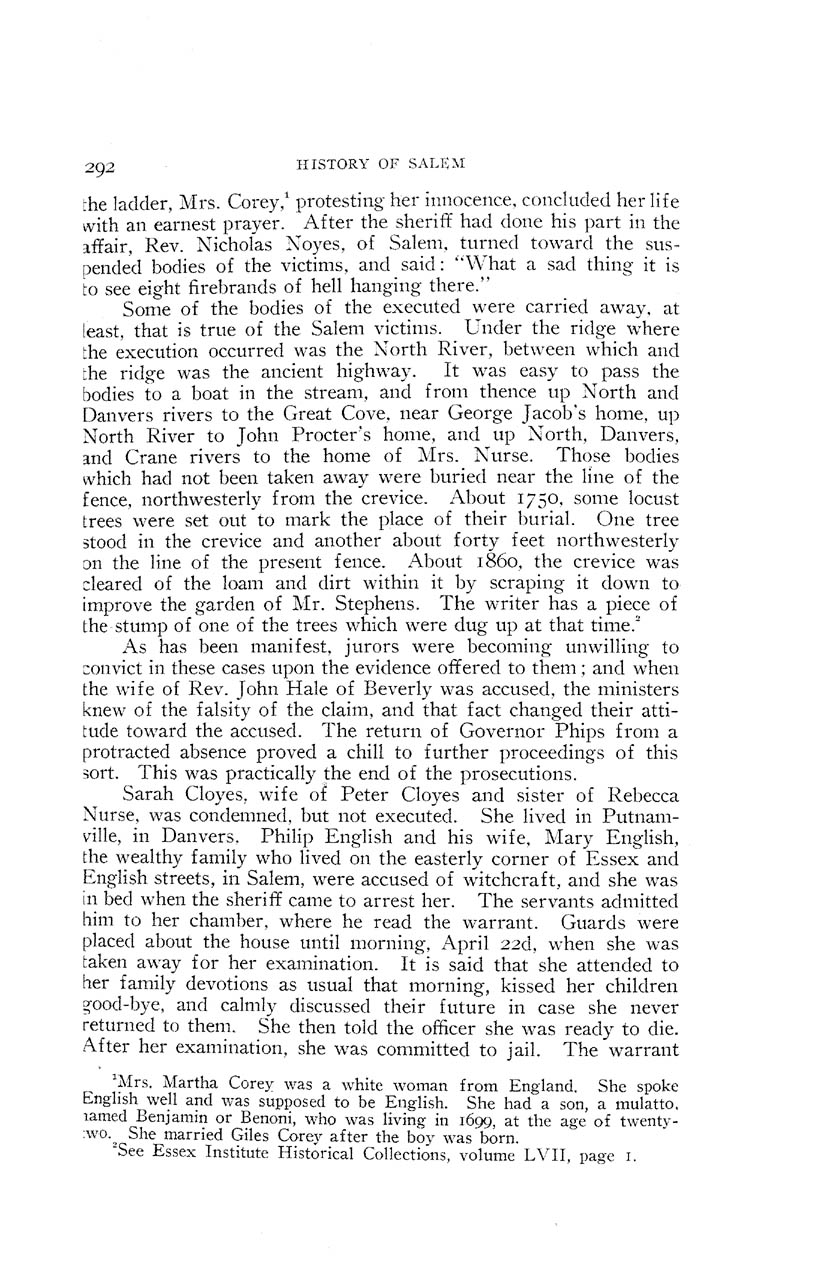 292 HISTORY OF SALEM
the ladder, Mrs. Corey,¹ protesting her innocence, concluded her life
with an earnest prayer. After the sheriff had done his part in the
affair, Rev. Nicholas Noyes, of Salem, turned toward the sus-
pended bodies of the victims, and said: “What a sad thing it is
to see eight firebrands of hell hanging there.”
Some of the bodies of the executed were carried away, at
least, that is true of the Salem victims. Under the ridge where
the execution occurred was the North River, between which and
the ridge was the ancient highway. It was easy to pass the
bodies to a boat in the stream, and from thence up North and
Danvers rivers to the Great Cove, near George Jacob's home, up
North River to John Procter's home, and up North, Danvers,
and Crane rivers to the home of Mrs. Nurse. Those bodies
which had not been taken away were buried near the line of the
fence, northwesterly from the crevice. About 1750, some locust
trees were set out to mark the place of their burial. One tree
stood in the crevice and another about forty feet northwesterly
on the line of the present fence. About 1860, the crevice was
cleared of the loam and dirt within it by scraping it down to
improve the garden of Mr. Stephens. The writer has a piece of
the stump of one of the trees which were dug up at that time.²
As has been manifest, jurors were becoming unwilling to
convict in these cases upon the evidence offered to them; and when
the wife of Rev. John Hale of Beverly was accused, the ministers
knew of the falsity of the claim, and that fact changed their atti-
tude toward the accused. The return of Governor Phips from a
protracted absence proved a chill to further proceedings of this
sort. This was practically the end of the prosecutions.
Sarah Cloyes, wife of Peter Cloyes and sister of Rebecca
Nurse, was condemned, but not executed. She lived in Putnam-
ville, in Danvers. Philip English and his wife, Mary English,
the wealthy family who lived on the easterly corner of Essex and
English streets, in Salem, were accused of witchcraft, and she was
in bed when the sheriff came to arrest her. The servants admitted
him to her chamber, where he read the warrant. Guards were
placed about the house until morning, April 22d, when she was
taken away for her examination. It is said that she attended to
her family devotions as usual that morning, kissed her children
good-bye, and calmly discussed their future in case she never
returned to them. She then told the officer she was ready to die.
After her examination, she was committed to jail. The warrant
¹Mrs. Martha Corey was a white woman from England. She spoke
English well and was supposed to be English. She had a son, a mulatto,
named Benjamin or Benoni, who was living in 1699, at the age of twenty-
two. She married Giles Corey after the boy was born.
²See Essex Institute Historical Collections, volume LVII, page 1.